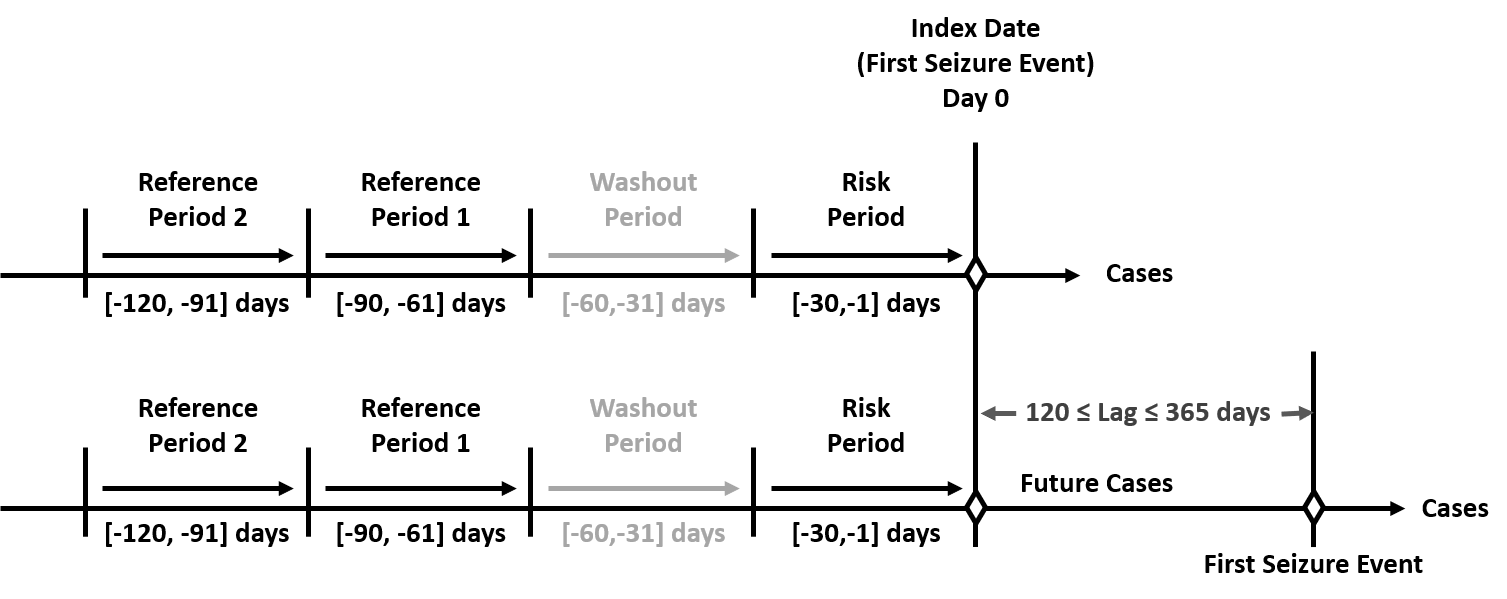 Index Date
(First Seizure Event)
Day 0
Reference
Period 2
Reference
Period 1
Washout
Period
Risk
Period
Cases
[-120, -91] days
[-90, -61] days
[-60,-31] days
[-30,-1] days
Reference
Period 2
Reference
Period 1
Washout
Period
Risk
Period
120 ≤ Lag ≤ 365 days
Future Cases
Cases
[-120, -91] days
[-90, -61] days
[-60,-31] days
[-30,-1] days
First Seizure Event